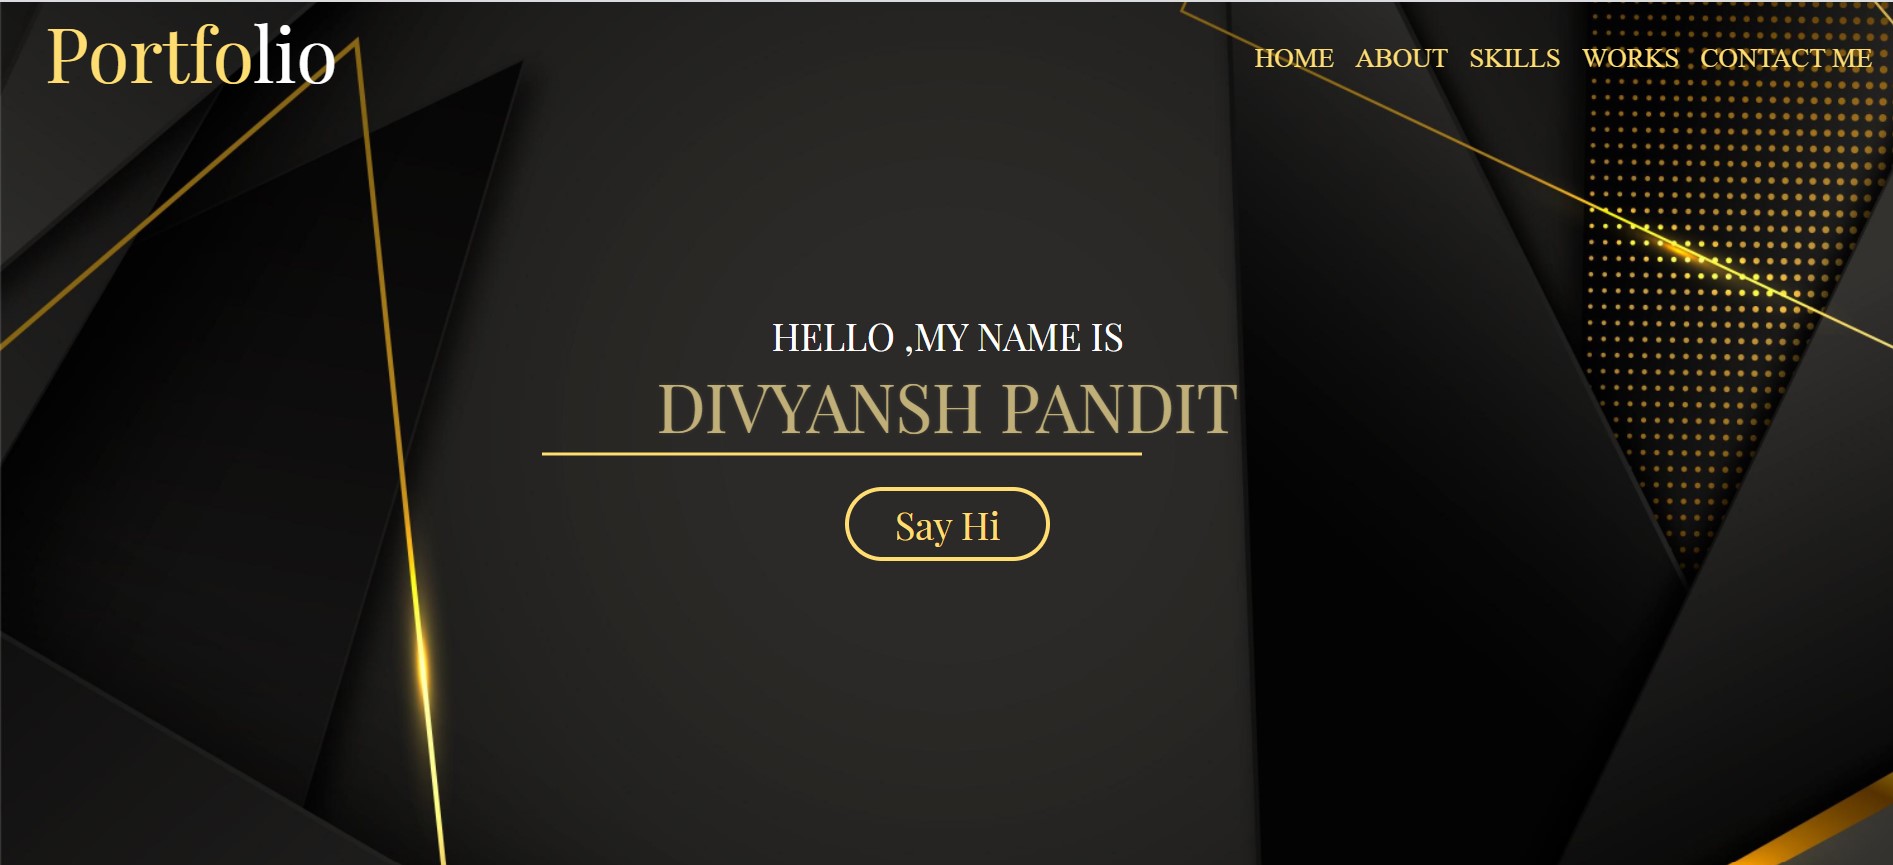 Portfolio
HOME ABOUT SKILLS WORKS CONTACT ME
HELLO ,MY NAME IS
DIVYANSH PANDIT
Say Hi